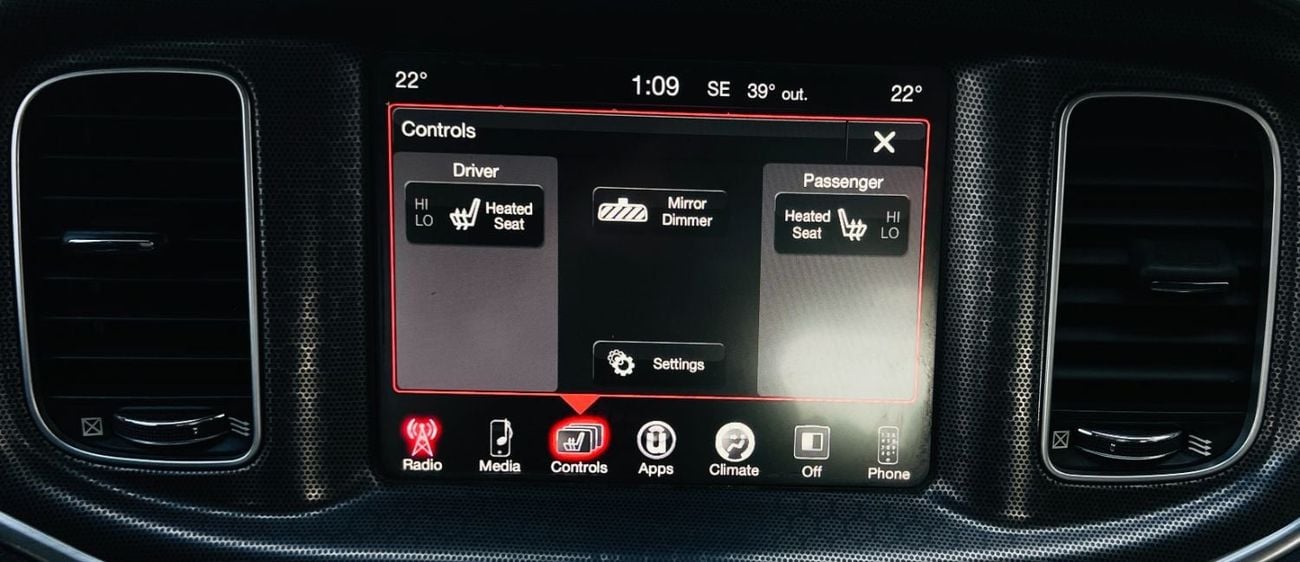 22° 1:09 SE 39° out. 22°
Controls X
Driver
HI
LO
Heated
Seat
Mirror
Dimmer
Passenger
Heated
Seat
HI
LO
Settings
Radio Media Controls Apps Climate Off Phone